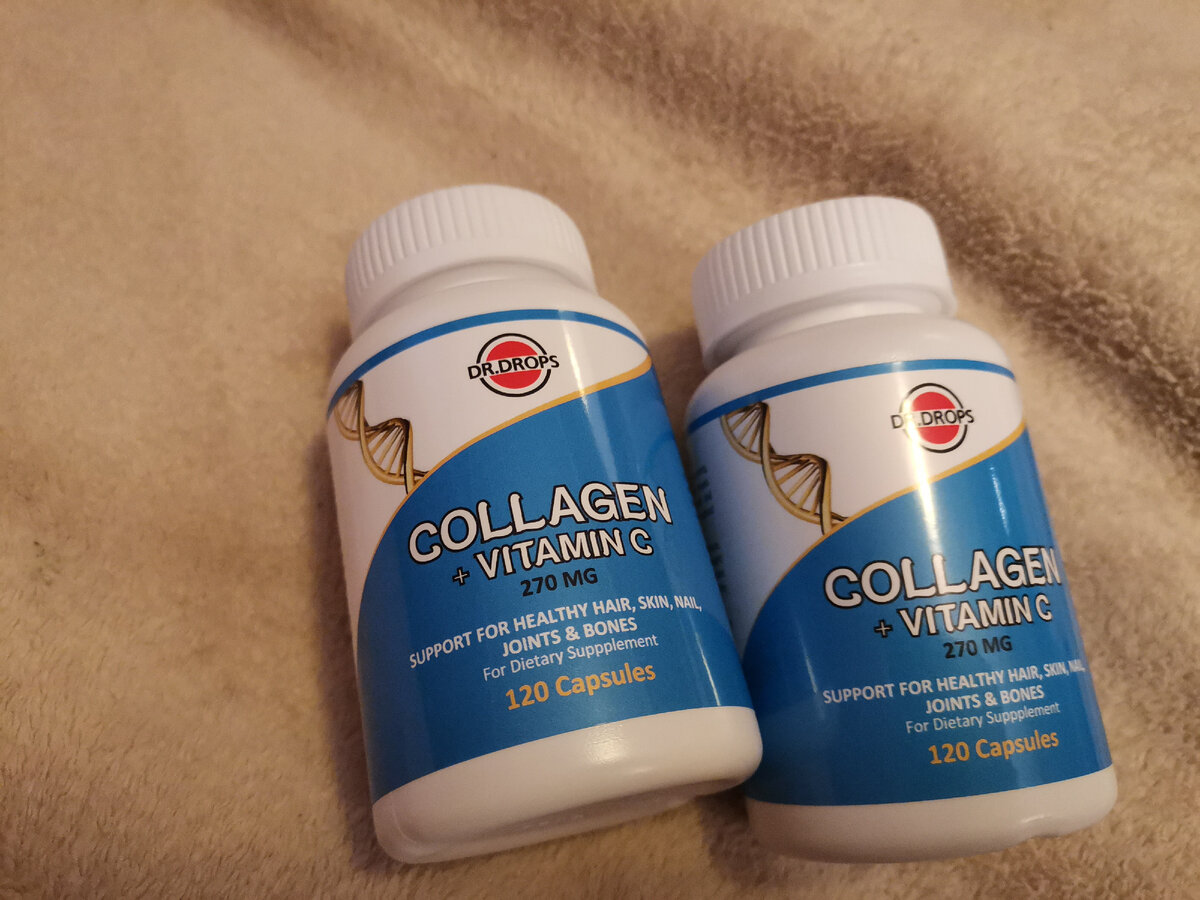 DR.DROPS
COLLAGEN
+ VITAMIN C
270 MG
SUPPORT FOR HEALTHY HAIR, SKIN, NAIL,
JOINTS & BONES
For Dietary Suppplement
120 Capsules
DR.DROPS
COLLAGEN
+ VITAMIN C
270 MG
SUPPORT FOR HEALTHY HAIR, SKIN, NAIL,
JOINTS & BONES
For Dietary Suppplement
120 Capsules